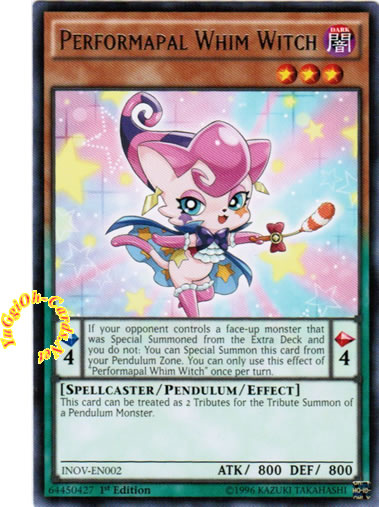 PERFORMAPAL WHIM WITCH
DARK
闇
YuGgiOh-Cards.Net
If your opponent controls a face-up monster that
was Special Summoned from the Extra Deck and
you do not: You can Special Summon this card from
your Pendulum Zone. You can only use this effect of
"Performapal Whim Witch" once per turn.
4
4
[SPELLCASTER/PENDULUM/EFFECT]
This card can be treated as 2 Tributes for the Tribute Summon
of a Pendulum Monster.
INOV-EN002
ATK/ 800 DEF/ 800
64450427 1st Edition
©1996 KAZUKI TAKAHASHI